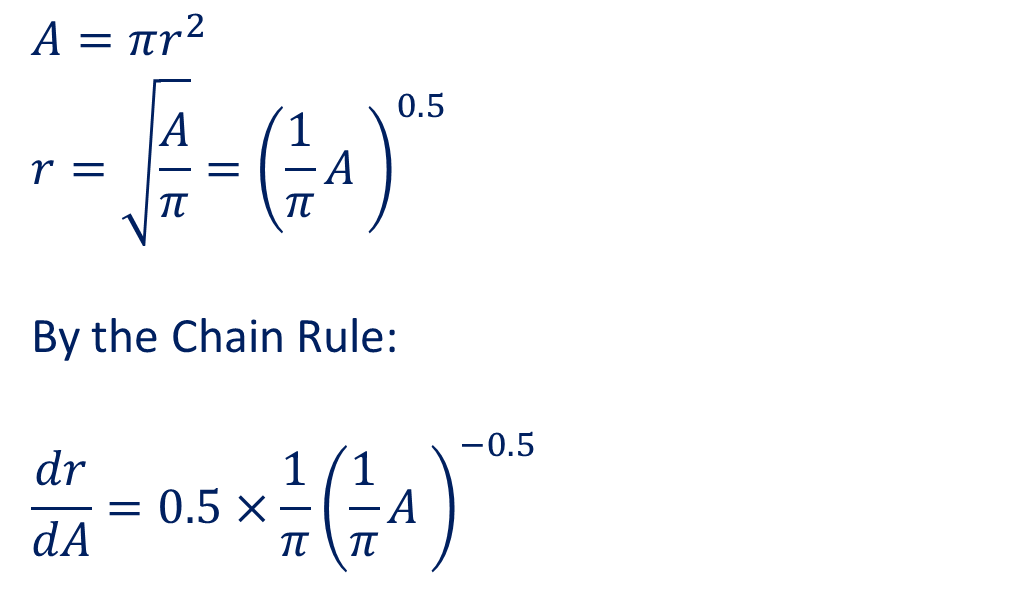 A = πr²
r = √(A/π) = (1/π A)^0.5
By the Chain Rule:
dr/dA = 0.5 × 1/π (1/π A)^−0.5